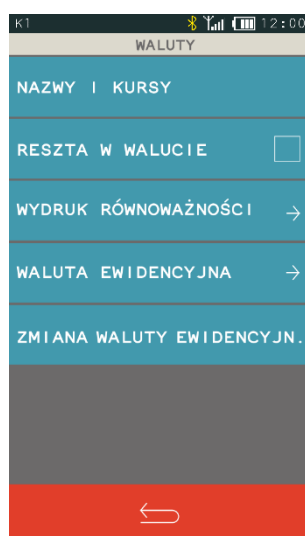 K1 12:00
WALUTY
NAZWY I KURSY
RESZTA W WALUCIE
WYDRUK RÓWNOWAŻNOŚCI
WALUTA EWIDENCYJNA
ZMIANA WALUTY EWIDENCYJN.